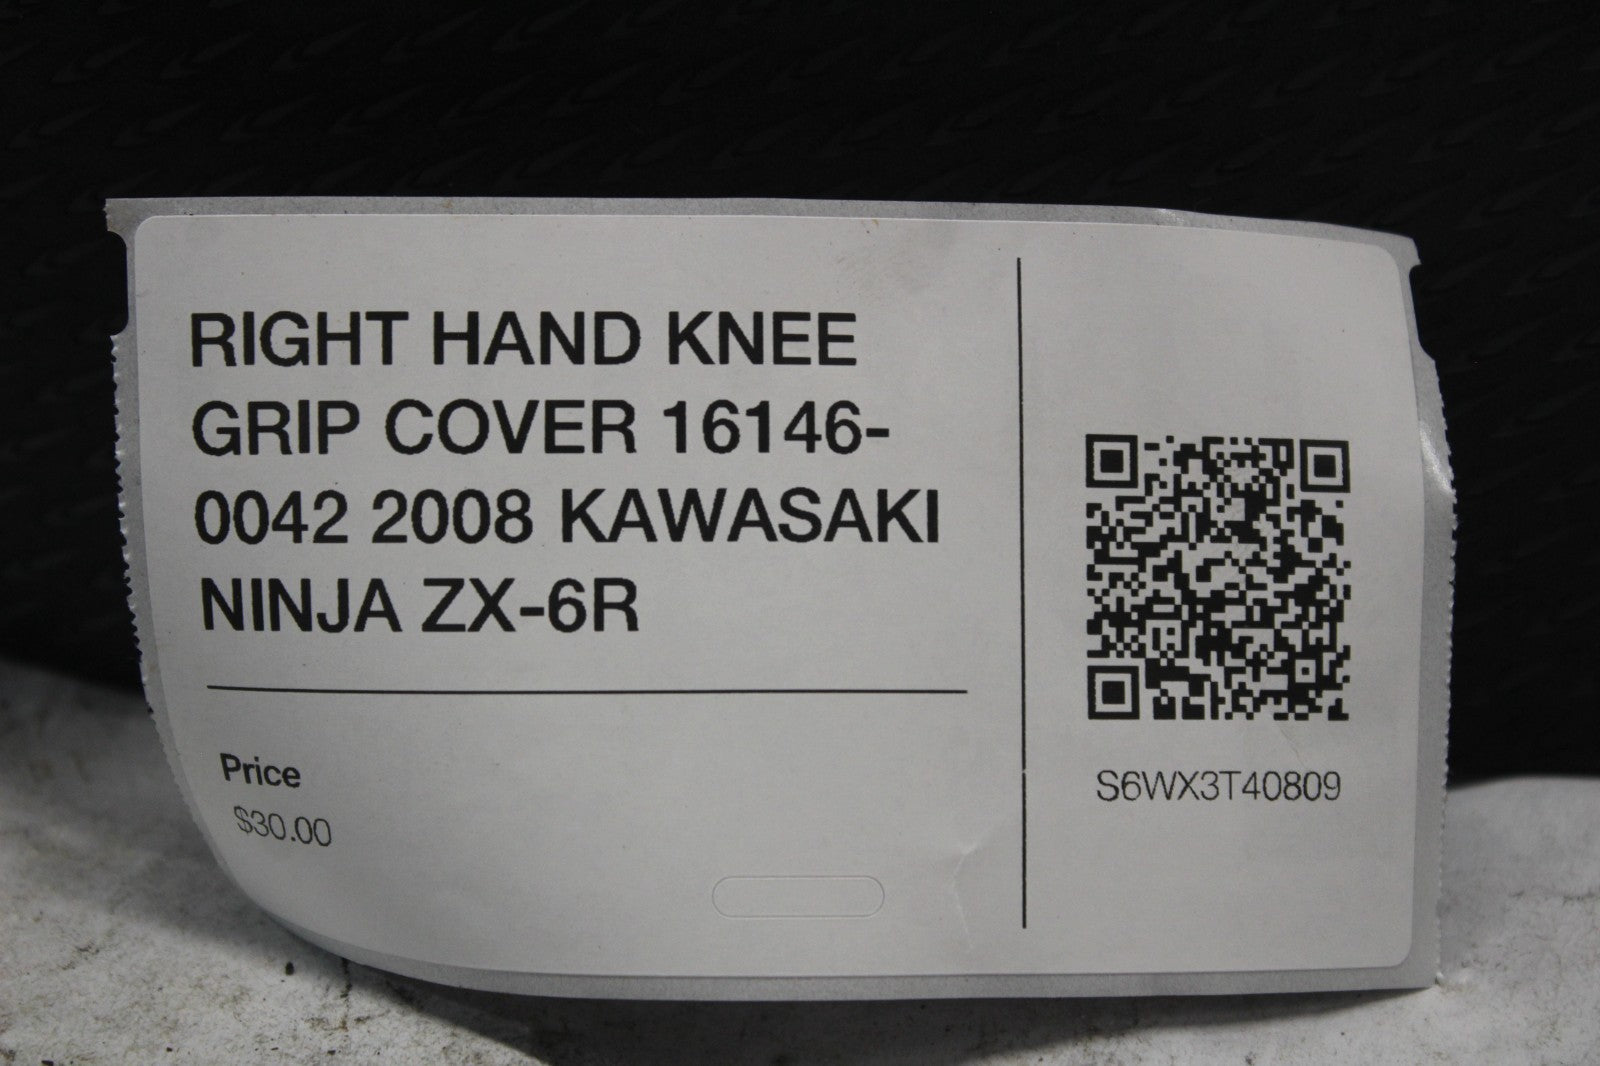 RIGHT HAND KNEE
GRIP COVER 16146-
0042 2008 KAWASAKI
NINJA ZX-6R
Price
$30.00
S6WX3T40809